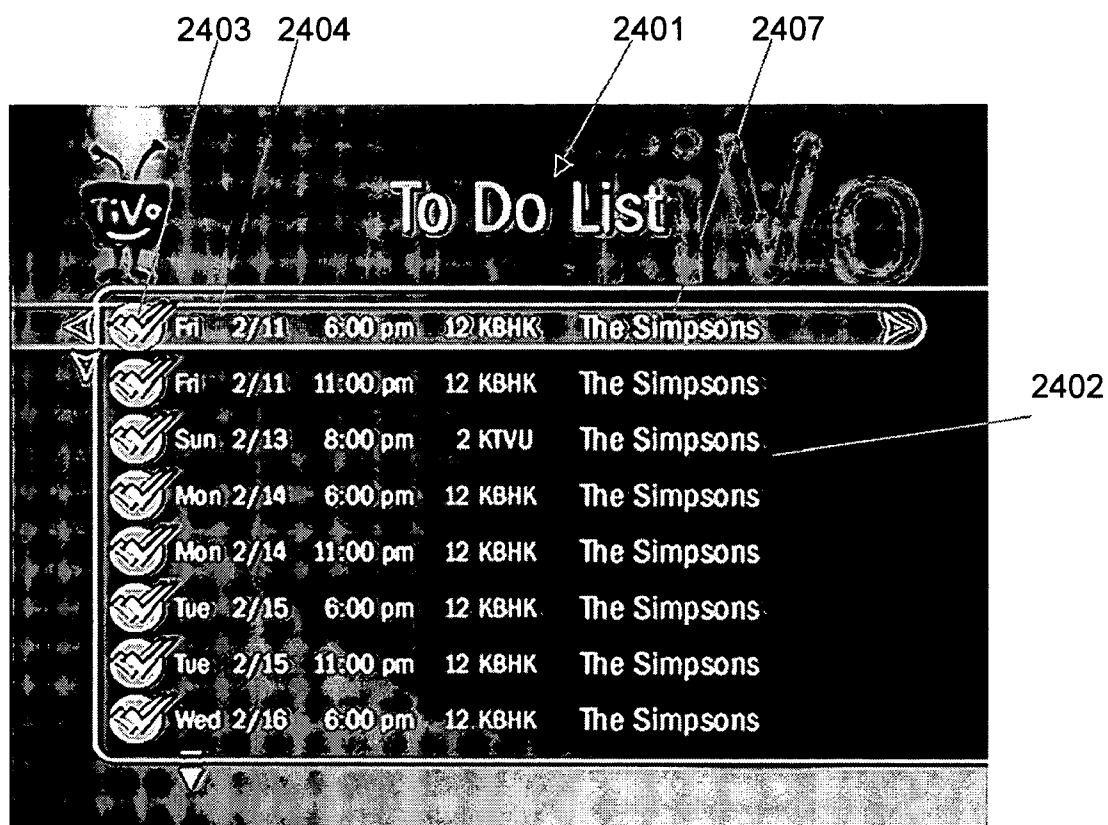 2403 2404 2401 2407
TiVo
To Do List
TiVo
Fri 2/11 6:00 pm 12 KBHK The Simpsons
Fri 2/11 11:00 pm 12 KBHK The Simpsons
2402
Sun 2/13 8:00 pm 2 KTVU The Simpsons
Mon 2/14 6:00 pm 12 KBHK The Simpsons
Mon 2/14 11:00 pm 12 KBHK The Simpsons
Tue 2/15 6:00 pm 12 KBHK The Simpsons
Tue 2/15 11:00 pm 12 KBHK The Simpsons
Wed 2/16 6:00 pm 12 KBHK The Simpsons